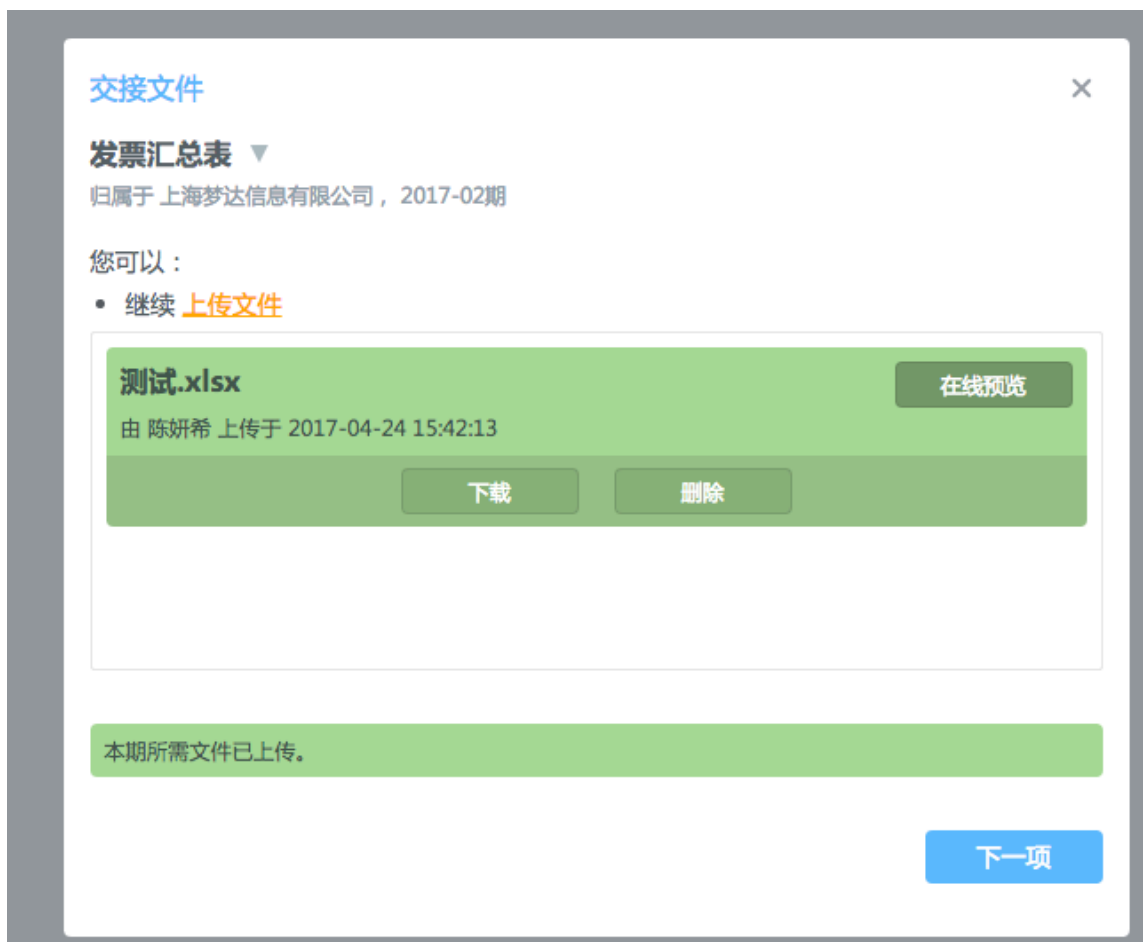 交接文件
×
发票汇总表 ▼
归属于 上海梦达信息有限公司 ,2017-02期
您可以：
• 继续 上传文件
测试.xlsx
在线预览
由 陈妍希 上传于 2017-04-24 15:42:13
下载 删除
本期所需文件已上传。
下一项